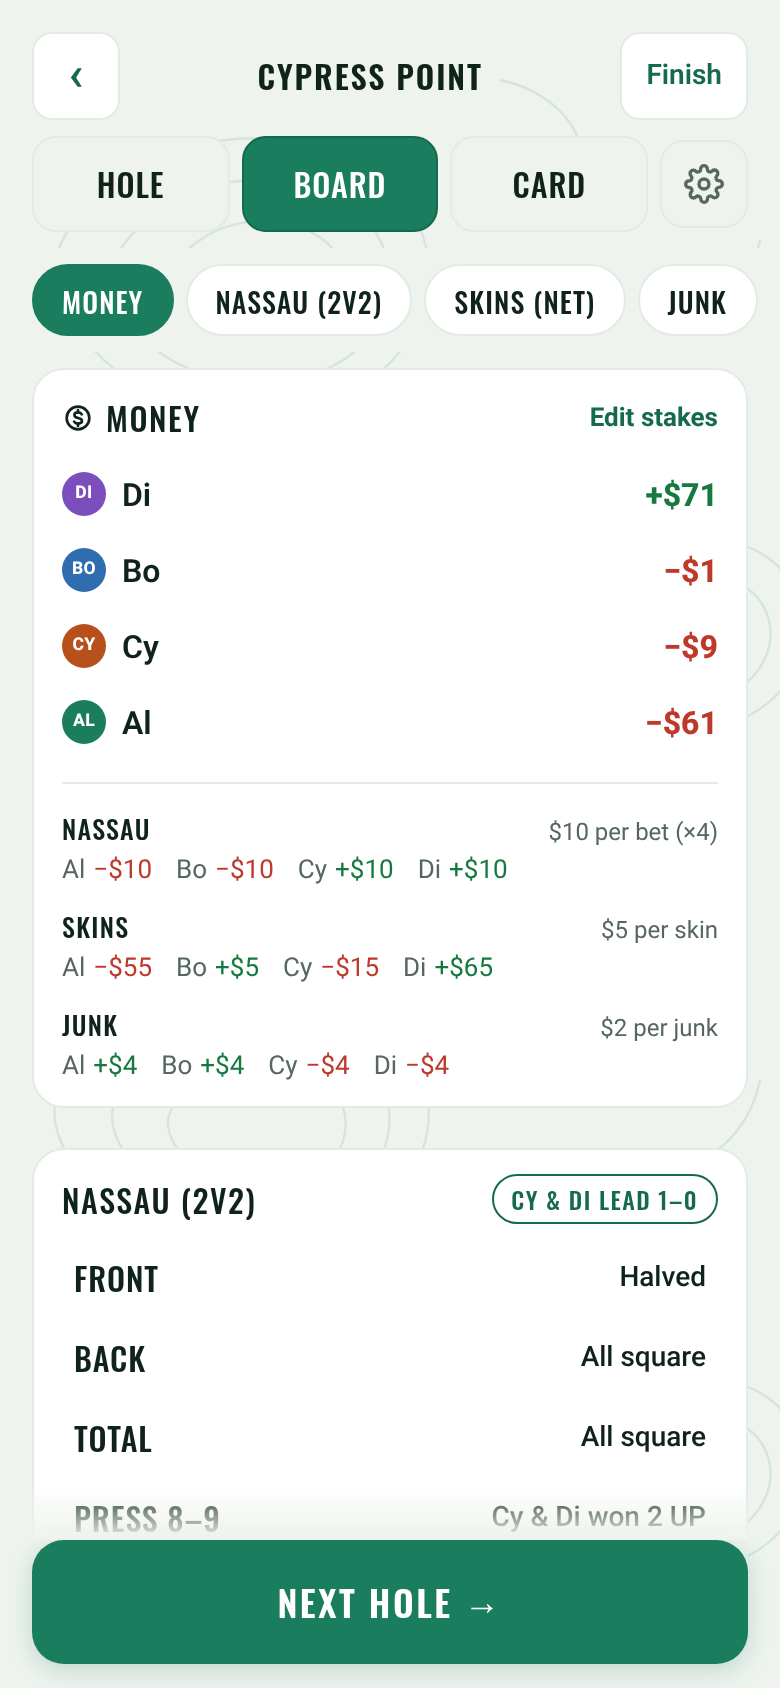 ‹ CYPRESS POINT Finish
HOLE BOARD CARD
MONEY NASSAU (2V2) SKINS (NET) JUNK
MONEY Edit stakes
DI Di +$71
BO Bo −$1
CY Cy −$9
AL Al −$61
NASSAU $10 per bet (×4)
Al −$10 Bo −$10 Cy +$10 Di +$10
SKINS $5 per skin
Al −$55 Bo +$5 Cy −$15 Di +$65
JUNK $2 per junk
Al +$4 Bo +$4 Cy −$4 Di −$4
NASSAU (2V2) CY & DI LEAD 1–0
FRONT Halved
BACK All square
TOTAL All square
PRESS 8–9 Cy & Di won 2 UP
NEXT HOLE →